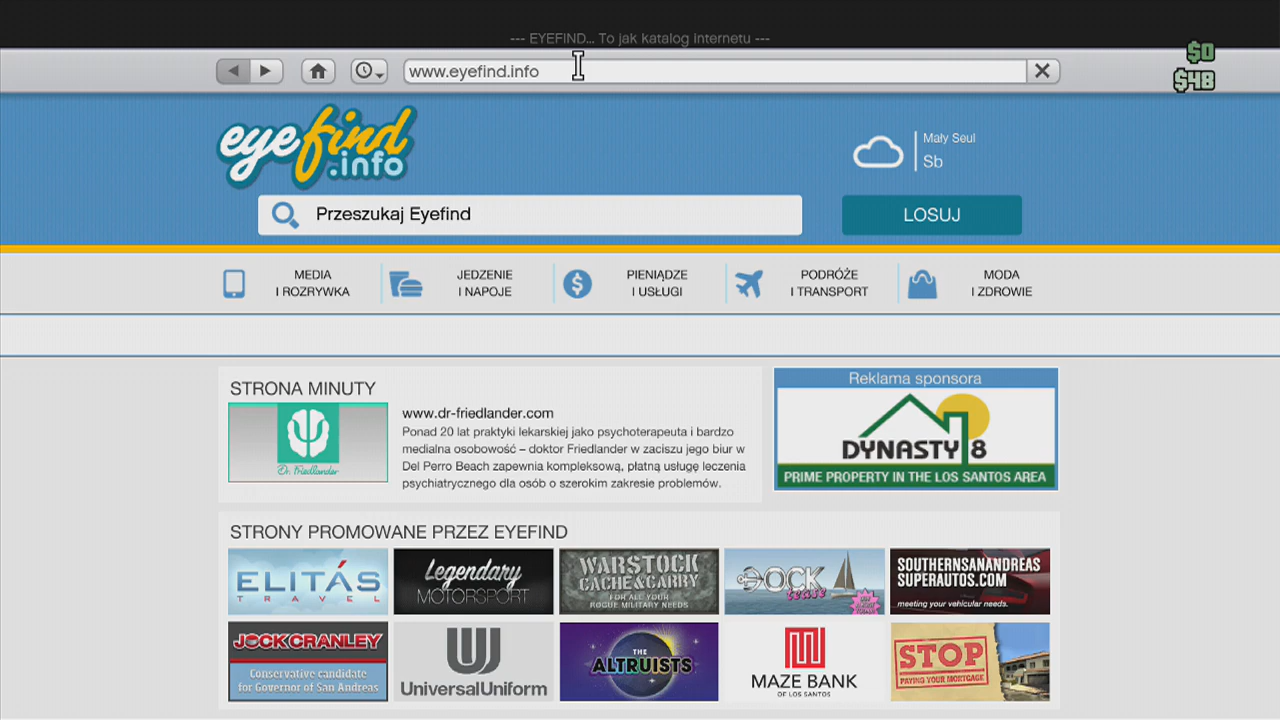 --- EYEFIND... To jak katalog internetu ---
$0
www.eyefind.info
$48
eyefind
.info
Mały Seul
Sb
Przeszukaj Eyefind
LOSUJ
MEDIA
I ROZRYWKA
JEDZENIE
I NAPOJE
PIENIĄDZE
I USŁUGI
PODRÓŻE
I TRANSPORT
MODA
I ZDROWIE
STRONA MINUTY
Dr. Friedlander
www.dr-friedlander.com
Ponad 20 lat praktyki lekarskiej jako psychoterapeuta i bardzo
medialna osobowość – doktor Friedlander w zaciszu jego biur w
Del Perro Beach zapewnia kompleksową, płatną usługę leczenia
psychiatrycznego dla osób o szerokim zakresie problemów.
Reklama sponsora
DYNASTY 8
PRIME PROPERTY IN THE LOS SANTOS AREA
STRONY PROMOWANE PRZEZ EYEFIND
ELITÁS
TRAVEL
Legendary
MOTORSPORT
WARSTOCK
CACHE & CARRY
FOR ALL YOUR
ROGUE MILITARY NEEDS
DOCK
tease
SOUTHERNSANANDREAS
SUPERAUTOS.COM
meeting your vehicular needs.
JOCK CRANLEY
Conservative candidate
for Governor of San Andreas
UniversalUniform
THE
ALTRUISTS
MAZE BANK
OF LOS SANTOS
STOP
PAYING YOUR MORTGAGE